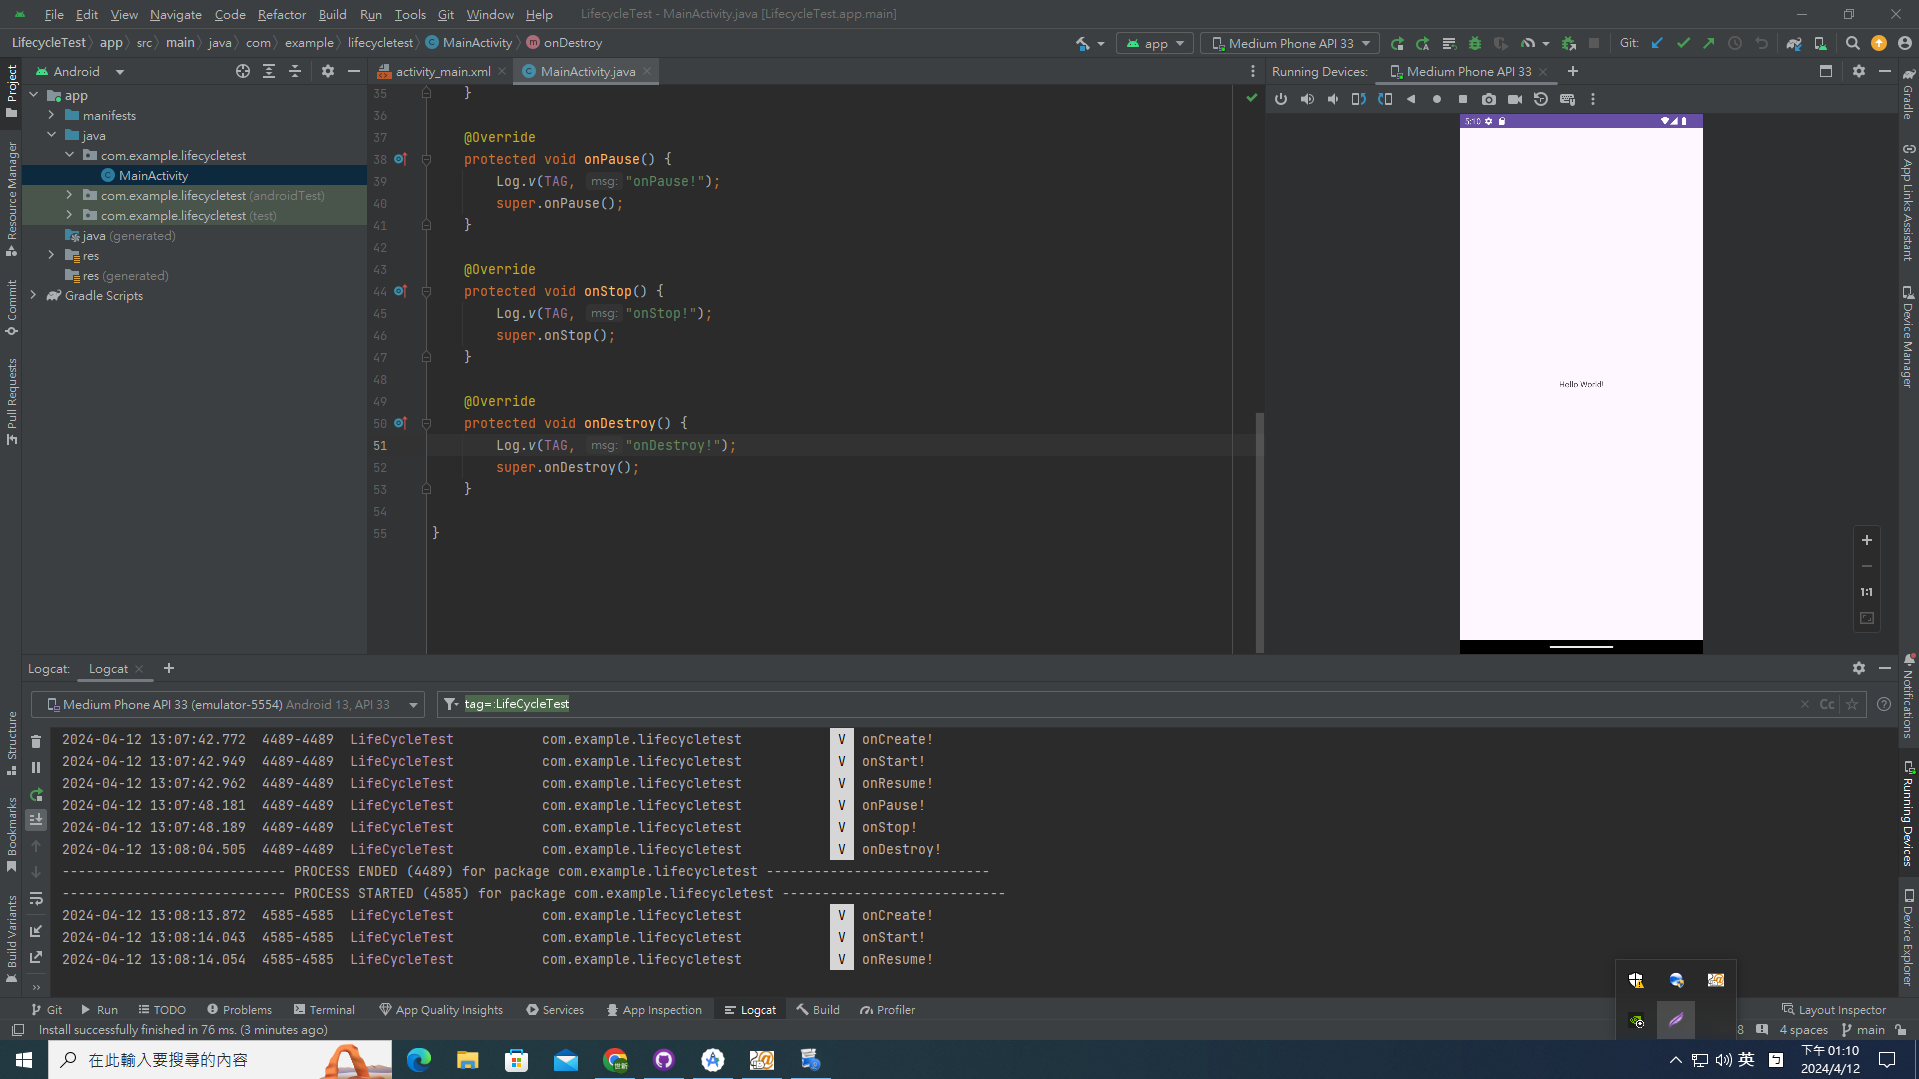 File Edit View Navigate Code Refactor Build Run Tools Git Window Help LifecycleTest - MainActivity.java [LifecycleTest.app.main]
LifecycleTest app src main java com example lifecycletest MainActivity onDestroy
app Medium Phone API 33 Git:
Project
Resource Manager
Commit
Pull Requests
Structure
Bookmarks
Build Variants
Android
app
manifests
java
com.example.lifecycletest
MainActivity
com.example.lifecycletest (androidTest)
com.example.lifecycletest (test)
java (generated)
res
res (generated)
Gradle Scripts
activity_main.xml MainActivity.java
35 }
36
37 @Override
38 protected void onPause() {
39 Log.v(TAG, msg: "onPause!");
40 super.onPause();
41 }
42
43 @Override
44 protected void onStop() {
45 Log.v(TAG, msg: "onStop!");
46 super.onStop();
47 }
48
49 @Override
50 protected void onDestroy() {
51 Log.v(TAG, msg: "onDestroy!");
52 super.onDestroy();
53 }
54
55 }
Running Devices: Medium Phone API 33
5:10
Hello World!
1:1
Gradle
App Links Assistant
Device Manager
Notifications
Running Devices
Device Explorer
Logcat: Logcat
Medium Phone API 33 (emulator-5554) Android 13, API 33 tag=:LifeCycleTest Cc
2024-04-12 13:07:42.772 4489-4489 LifeCycleTest com.example.lifecycletest V onCreate!
2024-04-12 13:07:42.949 4489-4489 LifeCycleTest com.example.lifecycletest V onStart!
2024-04-12 13:07:42.962 4489-4489 LifeCycleTest com.example.lifecycletest V onResume!
2024-04-12 13:07:48.181 4489-4489 LifeCycleTest com.example.lifecycletest V onPause!
2024-04-12 13:07:48.189 4489-4489 LifeCycleTest com.example.lifecycletest V onStop!
2024-04-12 13:08:04.505 4489-4489 LifeCycleTest com.example.lifecycletest V onDestroy!
---------------------------- PROCESS ENDED (4489) for package com.example.lifecycletest ----------------------------
---------------------------- PROCESS STARTED (4585) for package com.example.lifecycletest ----------------------------
2024-04-12 13:08:13.872 4585-4585 LifeCycleTest com.example.lifecycletest V onCreate!
2024-04-12 13:08:14.043 4585-4585 LifeCycleTest com.example.lifecycletest V onStart!
2024-04-12 13:08:14.054 4585-4585 LifeCycleTest com.example.lifecycletest V onResume!
Git Run TODO Problems Terminal App Quality Insights Services App Inspection Logcat Build Profiler Layout Inspector
Install successfully finished in 76 ms. (3 minutes ago) 8 4 spaces main
在此輸入要搜尋的內容 英 下午 01:10
2024/4/12